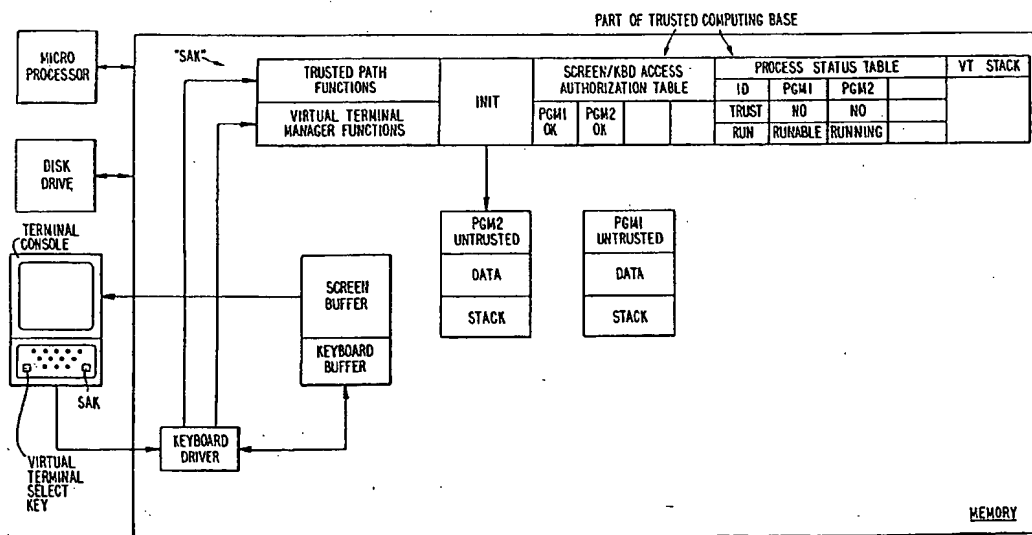 PART OF TRUSTED COMPUTING BASE
MICRO
PROCESSOR
"SAK"
TRUSTED PATH
FUNCTIONS
VIRTUAL TERMINAL
MANAGER FUNCTIONS
INIT
SCREEN/KBD ACCESS
AUTHORIZATION TABLE
PGM1
OK
PGM2
OK
PROCESS STATUS TABLE
ID PGM1 PGM2
TRUST NO NO
RUN RUNABLE RUNNING
VT STACK
DISK
DRIVE
TERMINAL
CONSOLE
SCREEN
BUFFER
KEYBOARD
BUFFER
PGM2
UNTRUSTED
DATA
STACK
PGM1
UNTRUSTED
DATA
STACK
SAK
KEYBOARD
DRIVER
VIRTUAL
TERMINAL
SELECT
KEY
MEMORY